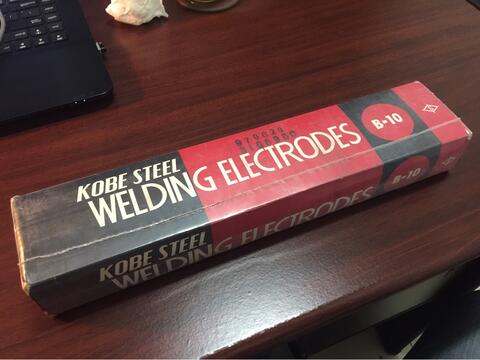 KOBE STEEL
WELDING ELECTRODES
B-10
KOBE STEEL
WELDING ELECTRODES
B-10